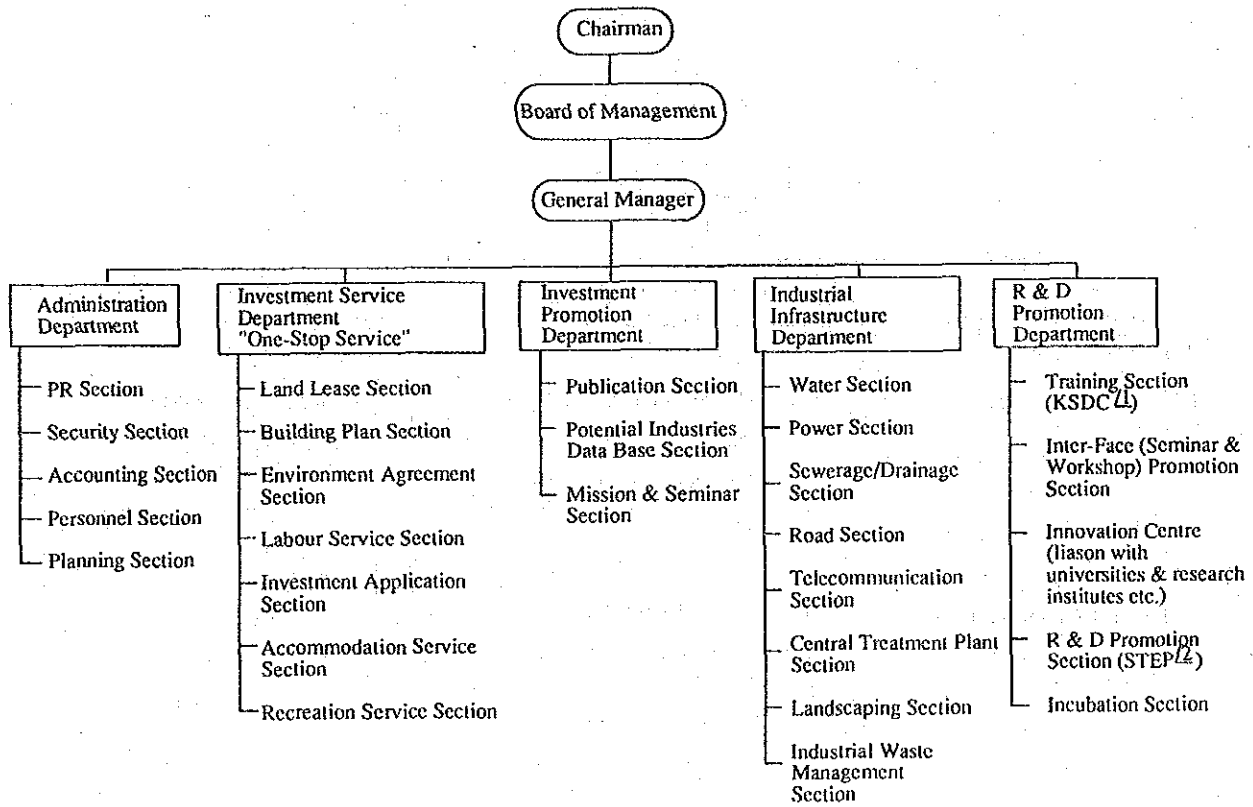 Chairman
Board of Management
General Manager
Administration
Department
PR Section
Security Section
Accounting Section
Personnel Section
Planning Section
Investment Service
Department
"One-Stop Service"
Land Lease Section
Building Plan Section
Environment Agreement
Section
Labour Service Section
Investment Application
Section
Accommodation Service
Section
Recreation Service Section
Investment
Promotion
Department
Publication Section
Potential Industries
Data Base Section
Mission & Seminar
Section
Industrial
Infrastructure
Department
Water Section
Power Section
Sewerage/Drainage
Section
Road Section
Telecommunication
Section
Central Treatment Plant
Section
Landscaping Section
Industrial Waste
Management
Section
R & D
Promotion
Department
Training Section
(KSDC /1)
Inter-Face (Seminar &
Workshop) Promotion
Section
Innovation Centre
(liason with
universities & research
institutes etc.)
R & D Promotion
Section (STEP /2)
Incubation Section